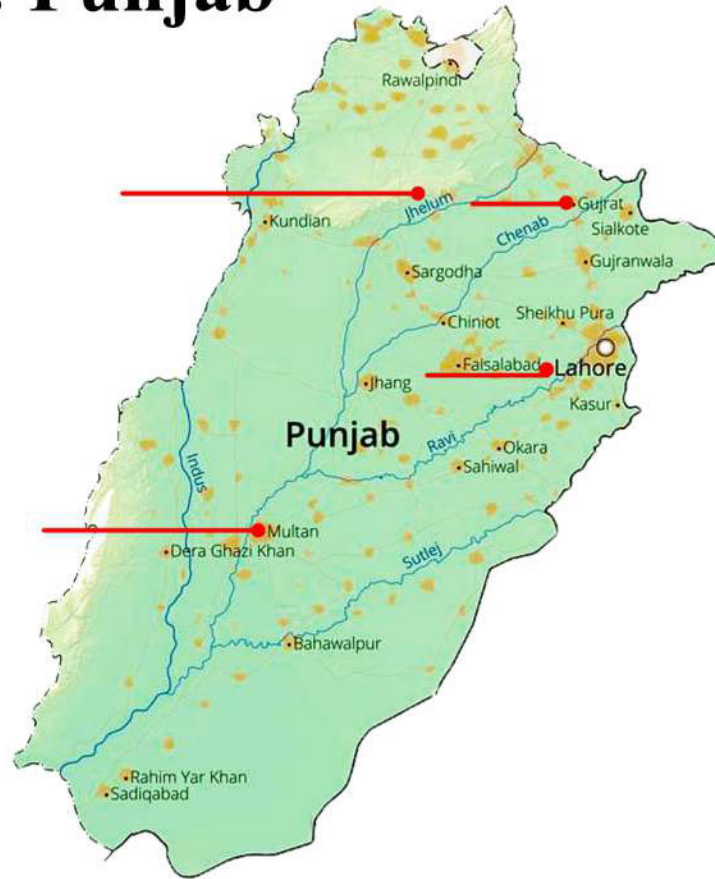 Punjab
Rawalpindi
Jhelum
Gujrat
Kundian
Chenab
Sialkote
Sargodha
Gujranwala
Chiniot
Sheikhu Pura
Faisalabad
Lahore
Jhang
Kasur
Punjab
Ravi
Okara
Indus
Sahiwal
Multan
Dera Ghazi Khan
Sutlej
Bahawalpur
Rahim Yar Khan
Sadiqabad